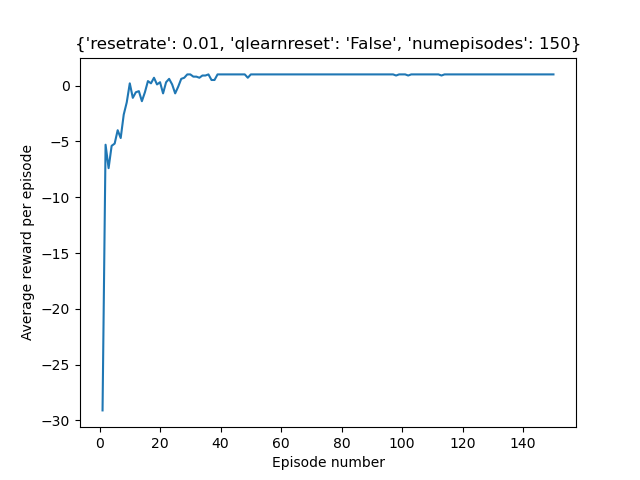 {'resetrate': 0.01, 'qlearnreset': 'False', 'numepisodes': 150}
0
−5
−10
−15
−20
−25
−30
Average reward per episode
0 20 40 60 80 100 120 140
Episode number